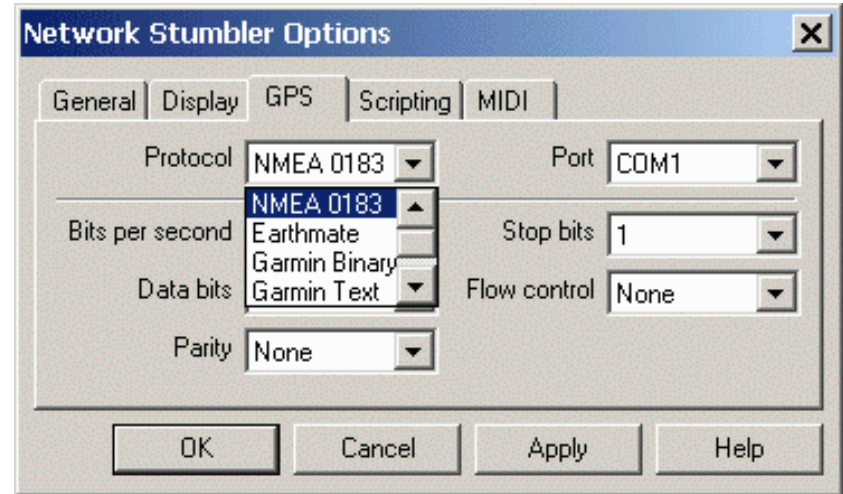 Network Stumbler Options
General Display GPS Scripting MIDI
Protocol NMEA 0183 Port COM1
NMEA 0183
Bits per second Earthmate Stop bits 1
Garmin Binary
Data bits Garmin Text Flow control None
Parity None
OK Cancel Apply Help